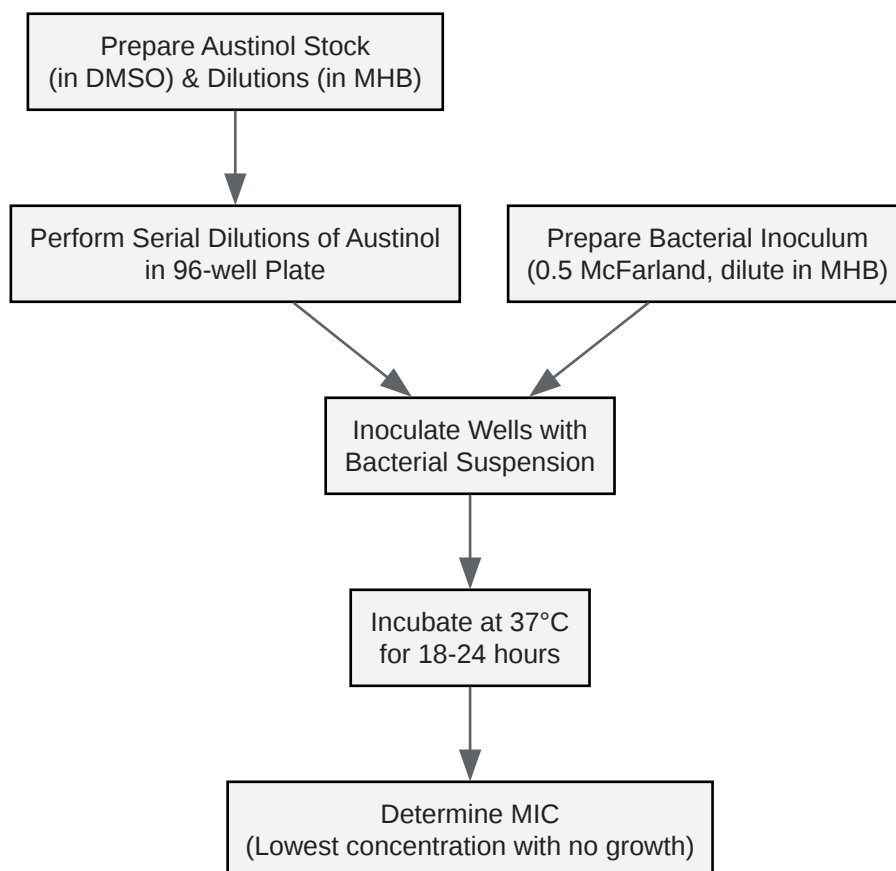 Prepare Austinol Stock
(in DMSO) & Dilutions (in MHB)
Perform Serial Dilutions of Austinol
in 96-well Plate
Prepare Bacterial Inoculum
(0.5 McFarland, dilute in MHB)
Inoculate Wells with
Bacterial Suspension
Incubate at 37°C
for 18-24 hours
Determine MIC
(Lowest concentration with no growth)